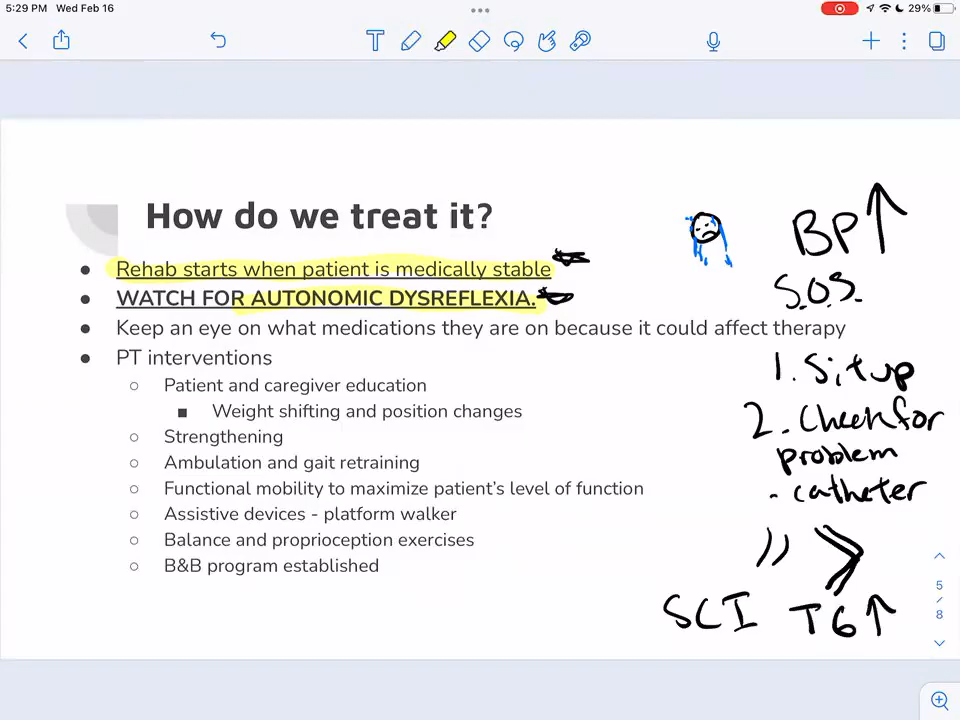 5:29 PM Wed Feb 16
29%
How do we treat it?
● Rehab starts when patient is medically stable
● WATCH FOR AUTONOMIC DYSREFLEXIA.
● Keep an eye on what medications they are on because it could affect therapy
● PT interventions
○ Patient and caregiver education
■ Weight shifting and position changes
○ Strengthening
○ Ambulation and gait retraining
○ Functional mobility to maximize patient's level of function
○ Assistive devices - platform walker
○ Balance and proprioception exercises
○ B&B program established
BP↑
S.O.S.
1. Sit up
2. Check for
problem
- catheter
SCI T6↑
5
/
8